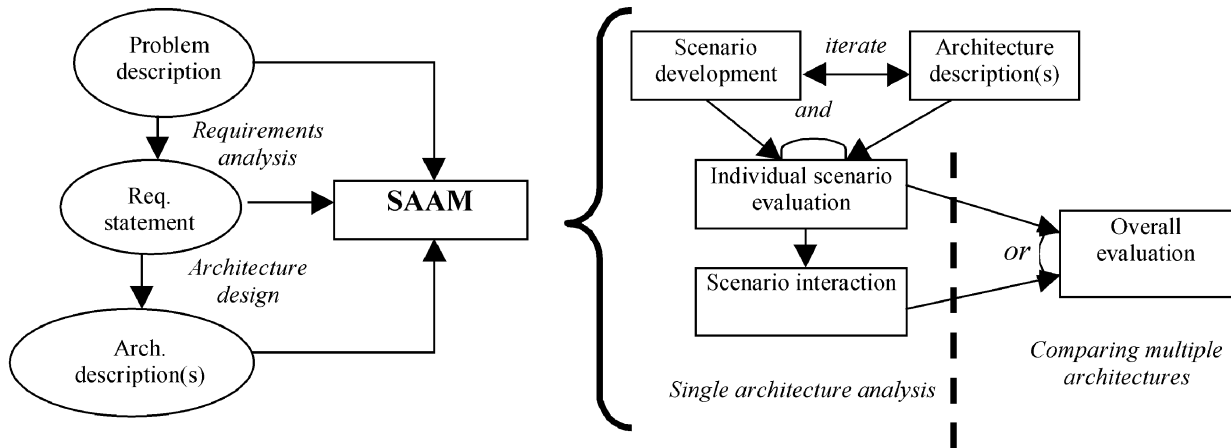 Problem
description
Requirements
analysis
Req.
statement
Architecture
design
Arch.
description(s)
SAAM
Scenario
development
iterate
Architecture
description(s)
and
Individual scenario
evaluation
Scenario interaction
or
Overall
evaluation
Single architecture analysis
Comparing multiple
architectures